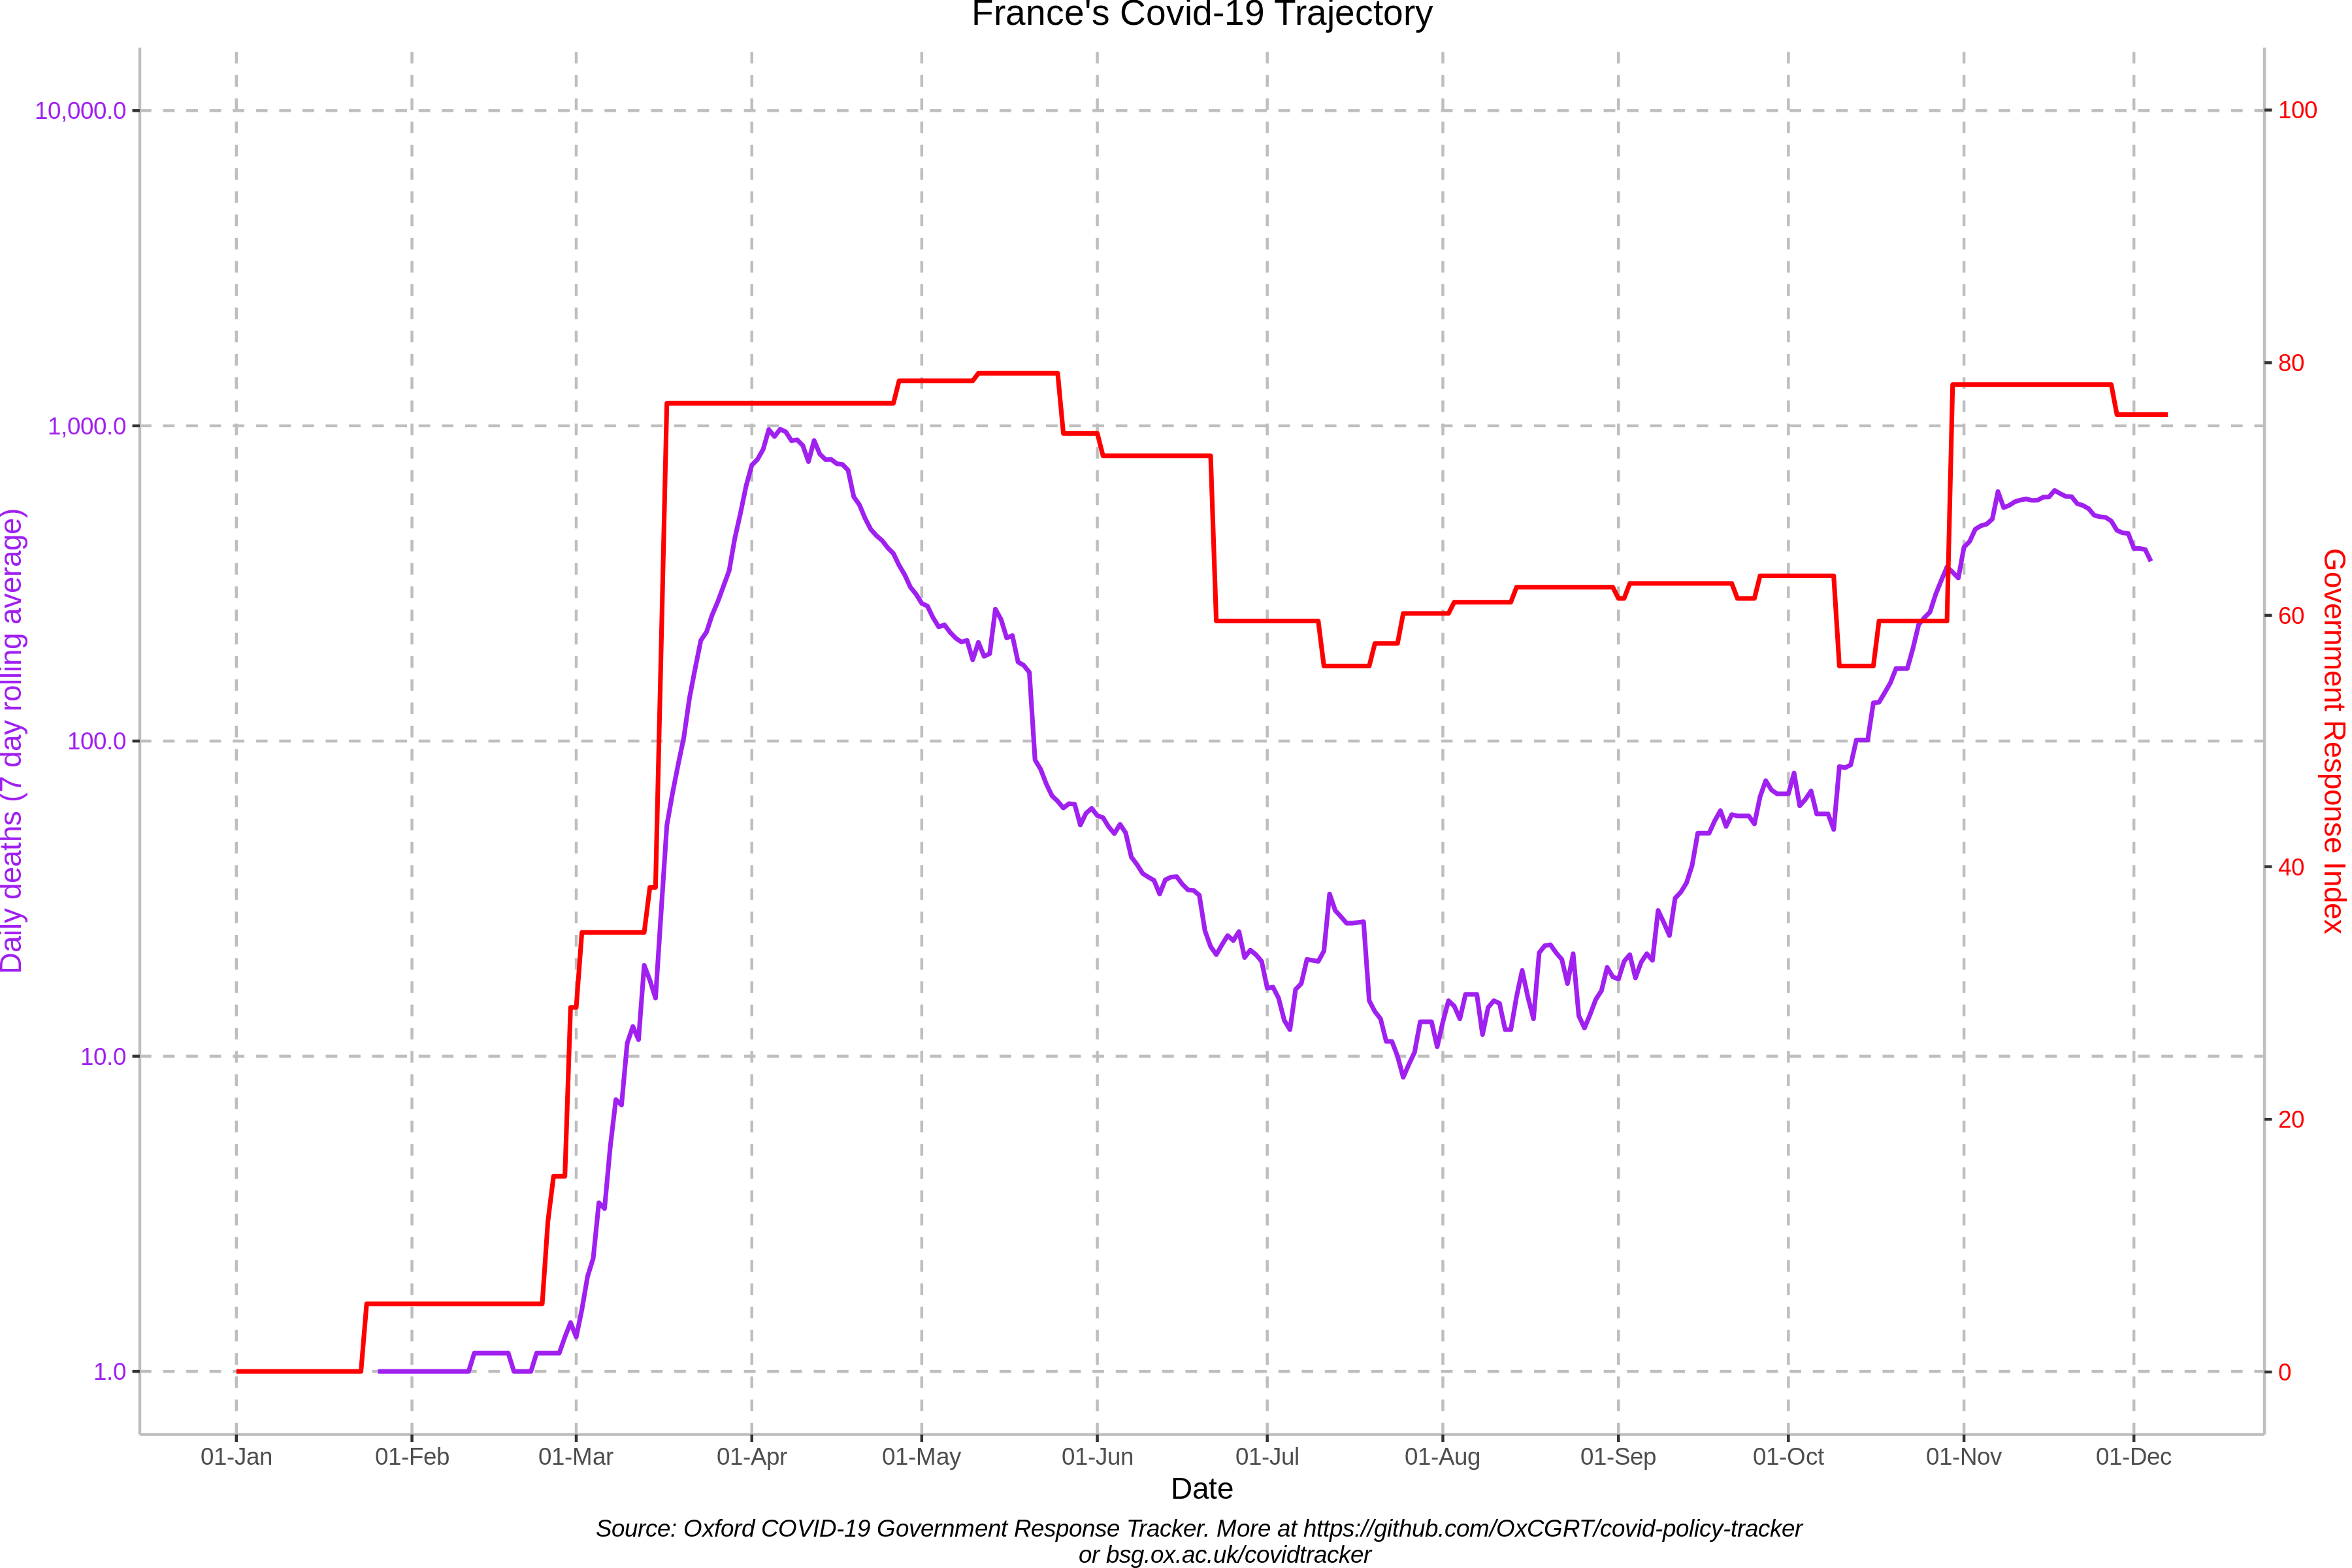 France's Covid-19 Trajectory
10,000.0
1,000.0
100.0
10.0
1.0
Daily deaths (7 day rolling average)
100
80
60
40
20
0
Government Response Index
01-Jan
01-Feb
01-Mar
01-Apr
01-May
01-Jun
01-Jul
01-Aug
01-Sep
01-Oct
01-Nov
01-Dec
Date
Source: Oxford COVID-19 Government Response Tracker. More at https://github.com/OxCGRT/covid-policy-tracker
or bsg.ox.ac.uk/covidtracker